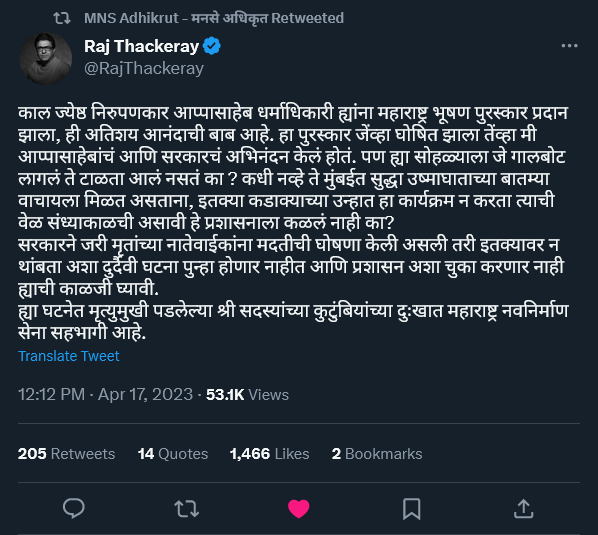 MNS Adhikrut - मनसे अधिकृत Retweeted
Raj Thackeray
@RajThackeray
काल ज्येष्ठ निरुपणकार आप्पासाहेब धर्माधिकारी ह्यांना महाराष्ट्र भूषण पुरस्कार प्रदान
झाला, ही अतिशय आनंदाची बाब आहे. हा पुरस्कार जेंव्हा घोषित झाला तेंव्हा मी
आप्पासाहेबांचं आणि सरकारचं अभिनंदन केलं होतं. पण ह्या सोहळ्याला जे गालबोट
लागलं ते टाळता आलं नसतं का ? कधी नव्हे ते मुंबईत सुद्धा उष्माघाताच्या बातम्या
वाचायला मिळत असताना, इतक्या कडाक्याच्या उन्हात हा कार्यक्रम न करता त्याची
वेळ संध्याकाळची असावी हे प्रशासनाला कळलं नाही का?
सरकारने जरी मृतांच्या नातेवाईकांना मदतीची घोषणा केली असली तरी इतक्यावर न
थांबता अशा दुर्दैवी घटना पुन्हा होणार नाहीत आणि प्रशासन अशा चुका करणार नाही
ह्याची काळजी घ्यावी.
ह्या घटनेत मृत्युमुखी पडलेल्या श्री सदस्यांच्या कुटुंबियांच्या दुःखात महाराष्ट्र नवनिर्माण
सेना सहभागी आहे.
Translate Tweet
12:12 PM · Apr 17, 2023 · 53.1K Views
205 Retweets 14 Quotes 1,466 Likes 2 Bookmarks